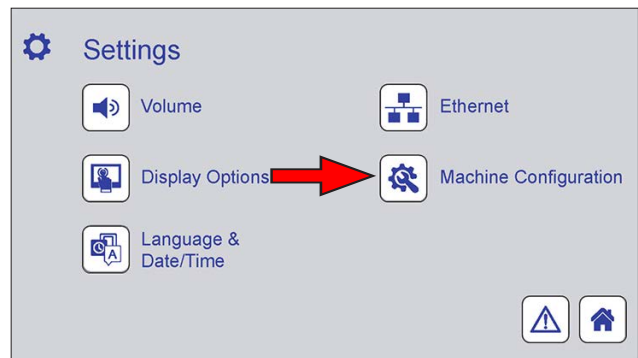 Settings
Volume
Ethernet
Display Options
Machine Configuration
Language &
Date/Time
A